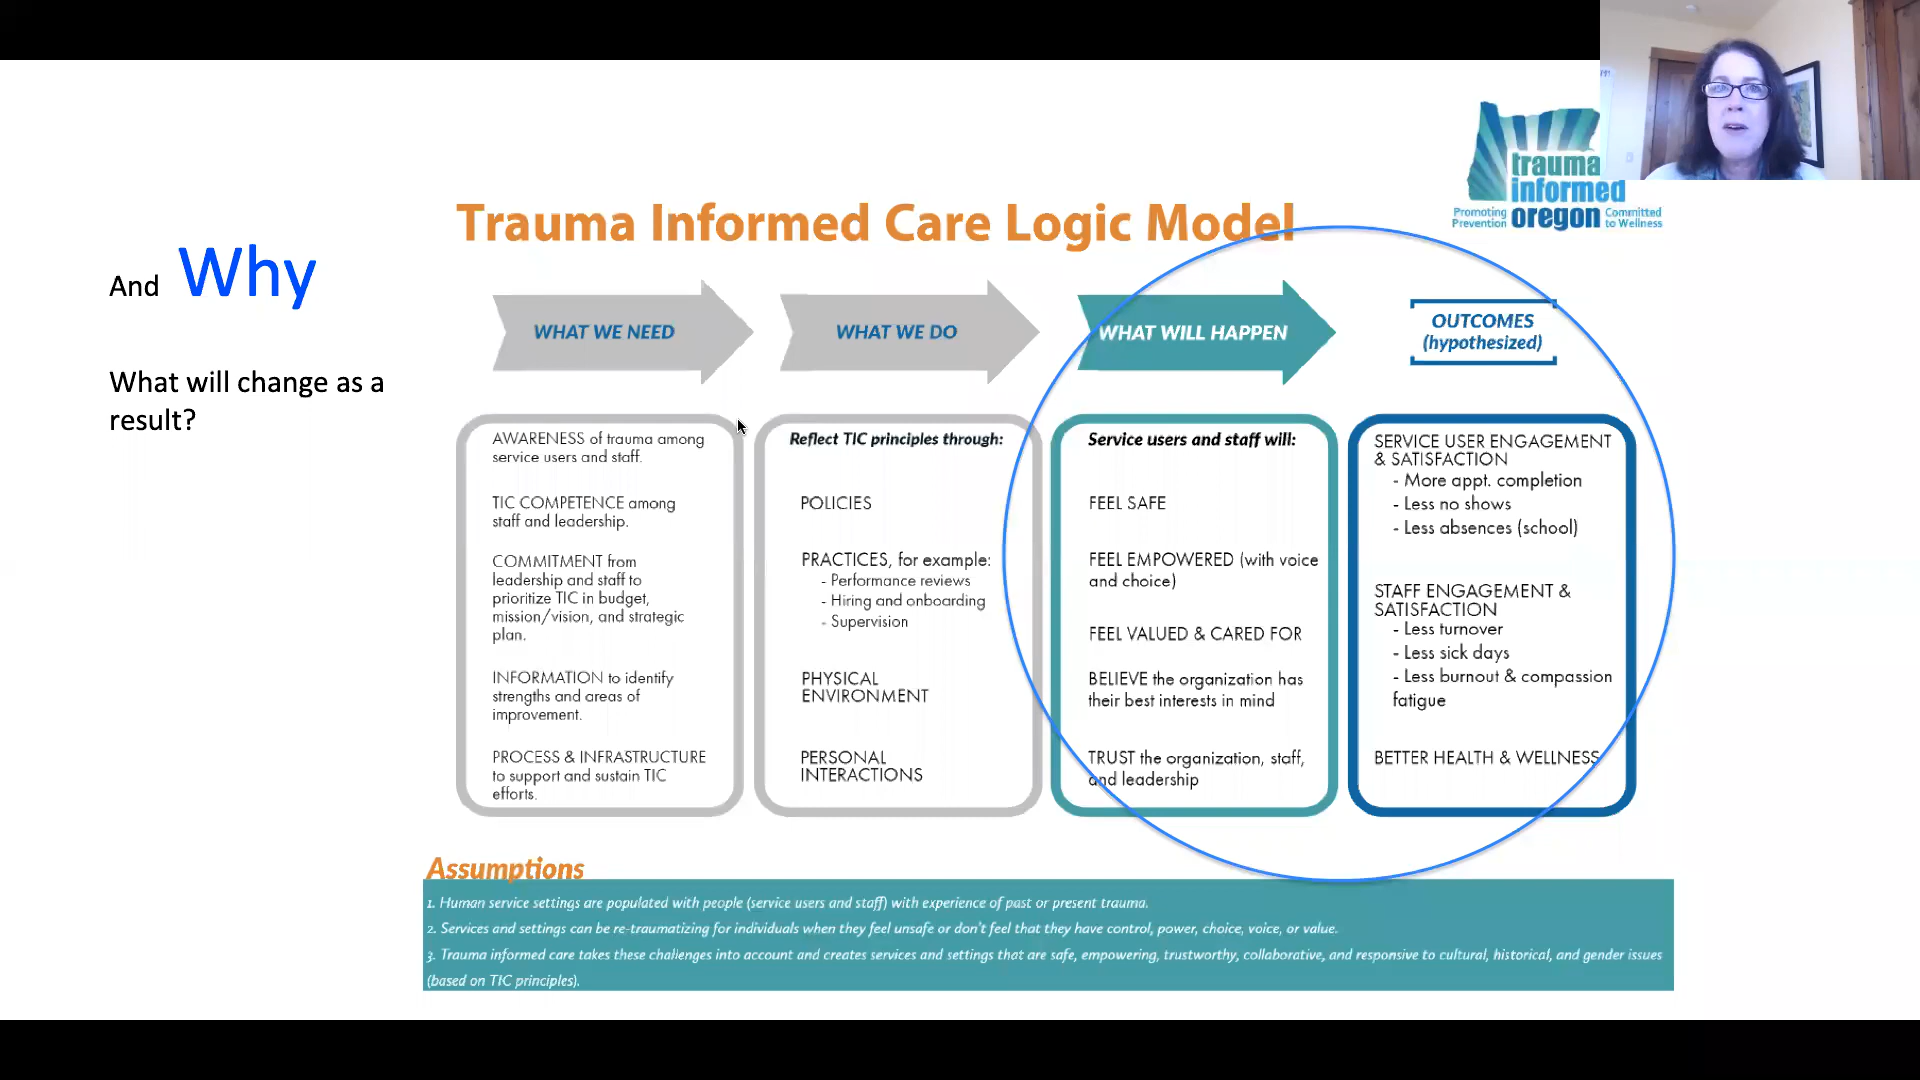 trauma
informed
Promoting Prevention oregon Committed to Wellness
Trauma Informed Care Logic Model
And Why
What will change as a
result?
WHAT WE NEED
AWARENESS of trauma among
service users and staff.
TIC COMPETENCE among
staff and leadership.
COMMITMENT from
leadership and staff to
prioritize TIC in budget,
mission/vision, and strategic
plan.
INFORMATION to identify
strengths and areas of
improvement.
PROCESS & INFRASTRUCTURE
to support and sustain TIC
efforts.
WHAT WE DO
Reflect TIC principles through:
POLICIES
PRACTICES, for example:
- Performance reviews
- Hiring and onboarding
- Supervision
PHYSICAL
ENVIRONMENT
PERSONAL
INTERACTIONS
WHAT WILL HAPPEN
Service users and staff will:
FEEL SAFE
FEEL EMPOWERED (with voice
and choice)
FEEL VALUED & CARED FOR
BELIEVE the organization has
their best interests in mind
TRUST the organization, staff,
and leadership
OUTCOMES
(hypothesized)
SERVICE USER ENGAGEMENT
& SATISFACTION
- More appt. completion
- Less no shows
- Less absences (school)
STAFF ENGAGEMENT &
SATISFACTION
- Less turnover
- Less sick days
- Less burnout & compassion
fatigue
BETTER HEALTH & WELLNESS
Assumptions
1. Human service settings are populated with people (service users and staff) with experience of past or present trauma.
2. Services and settings can be re-traumatizing for individuals when they feel unsafe or don't feel that they have control, power, choice, voice, or value.
3. Trauma informed care takes these challenges into account and creates services and settings that are safe, empowering, trustworthy, collaborative, and responsive to cultural, historical, and gender issues
(based on TIC principles).